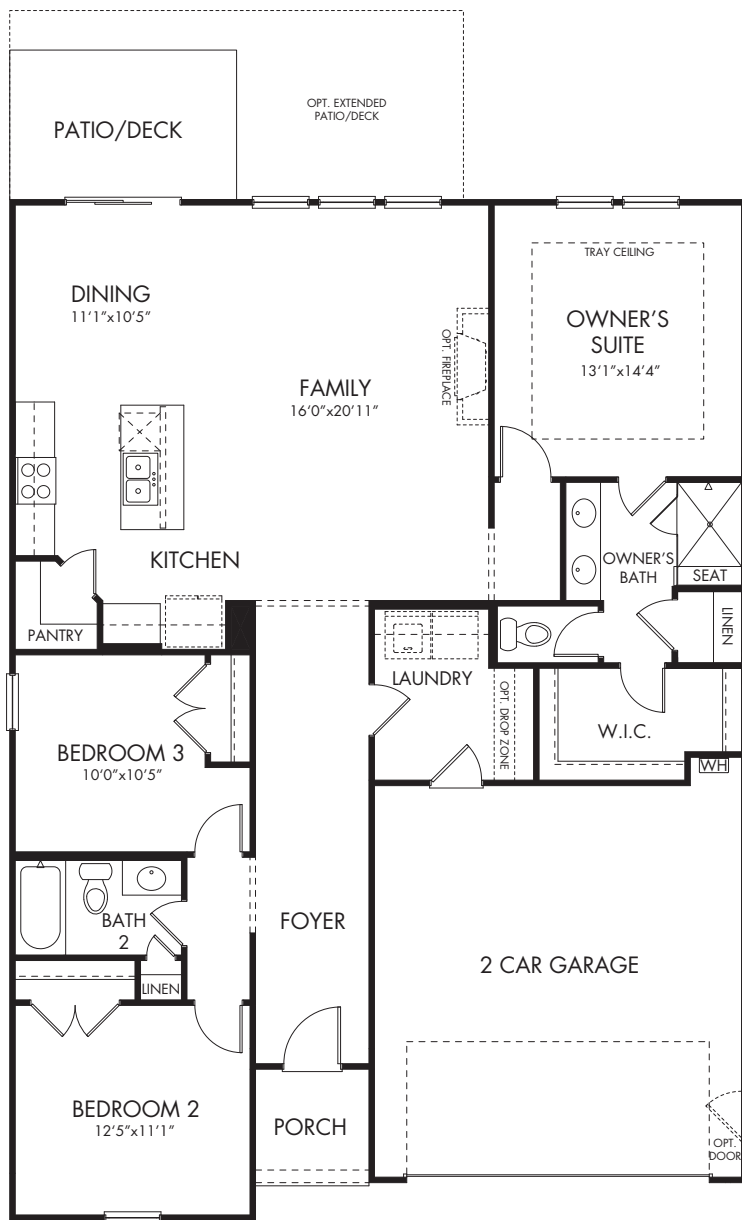 OPT. EXTENDED
PATIO/DECK
PATIO/DECK
TRAY CEILING
DINING
11'1"x10'5"
OWNER'S
SUITE
13'1"x14'4"
OPT. FIREPLACE
FAMILY
16'0"x20'11"
KITCHEN
OWNER'S
BATH
SEAT
PANTRY
LINEN
LAUNDRY
OPT. DROP ZONE
W.I.C.
WH
BEDROOM 3
10'0"x10'5"
BATH
2
FOYER
LINEN
2 CAR GARAGE
BEDROOM 2
12'5"x11'1"
PORCH
OPT.
DOOR